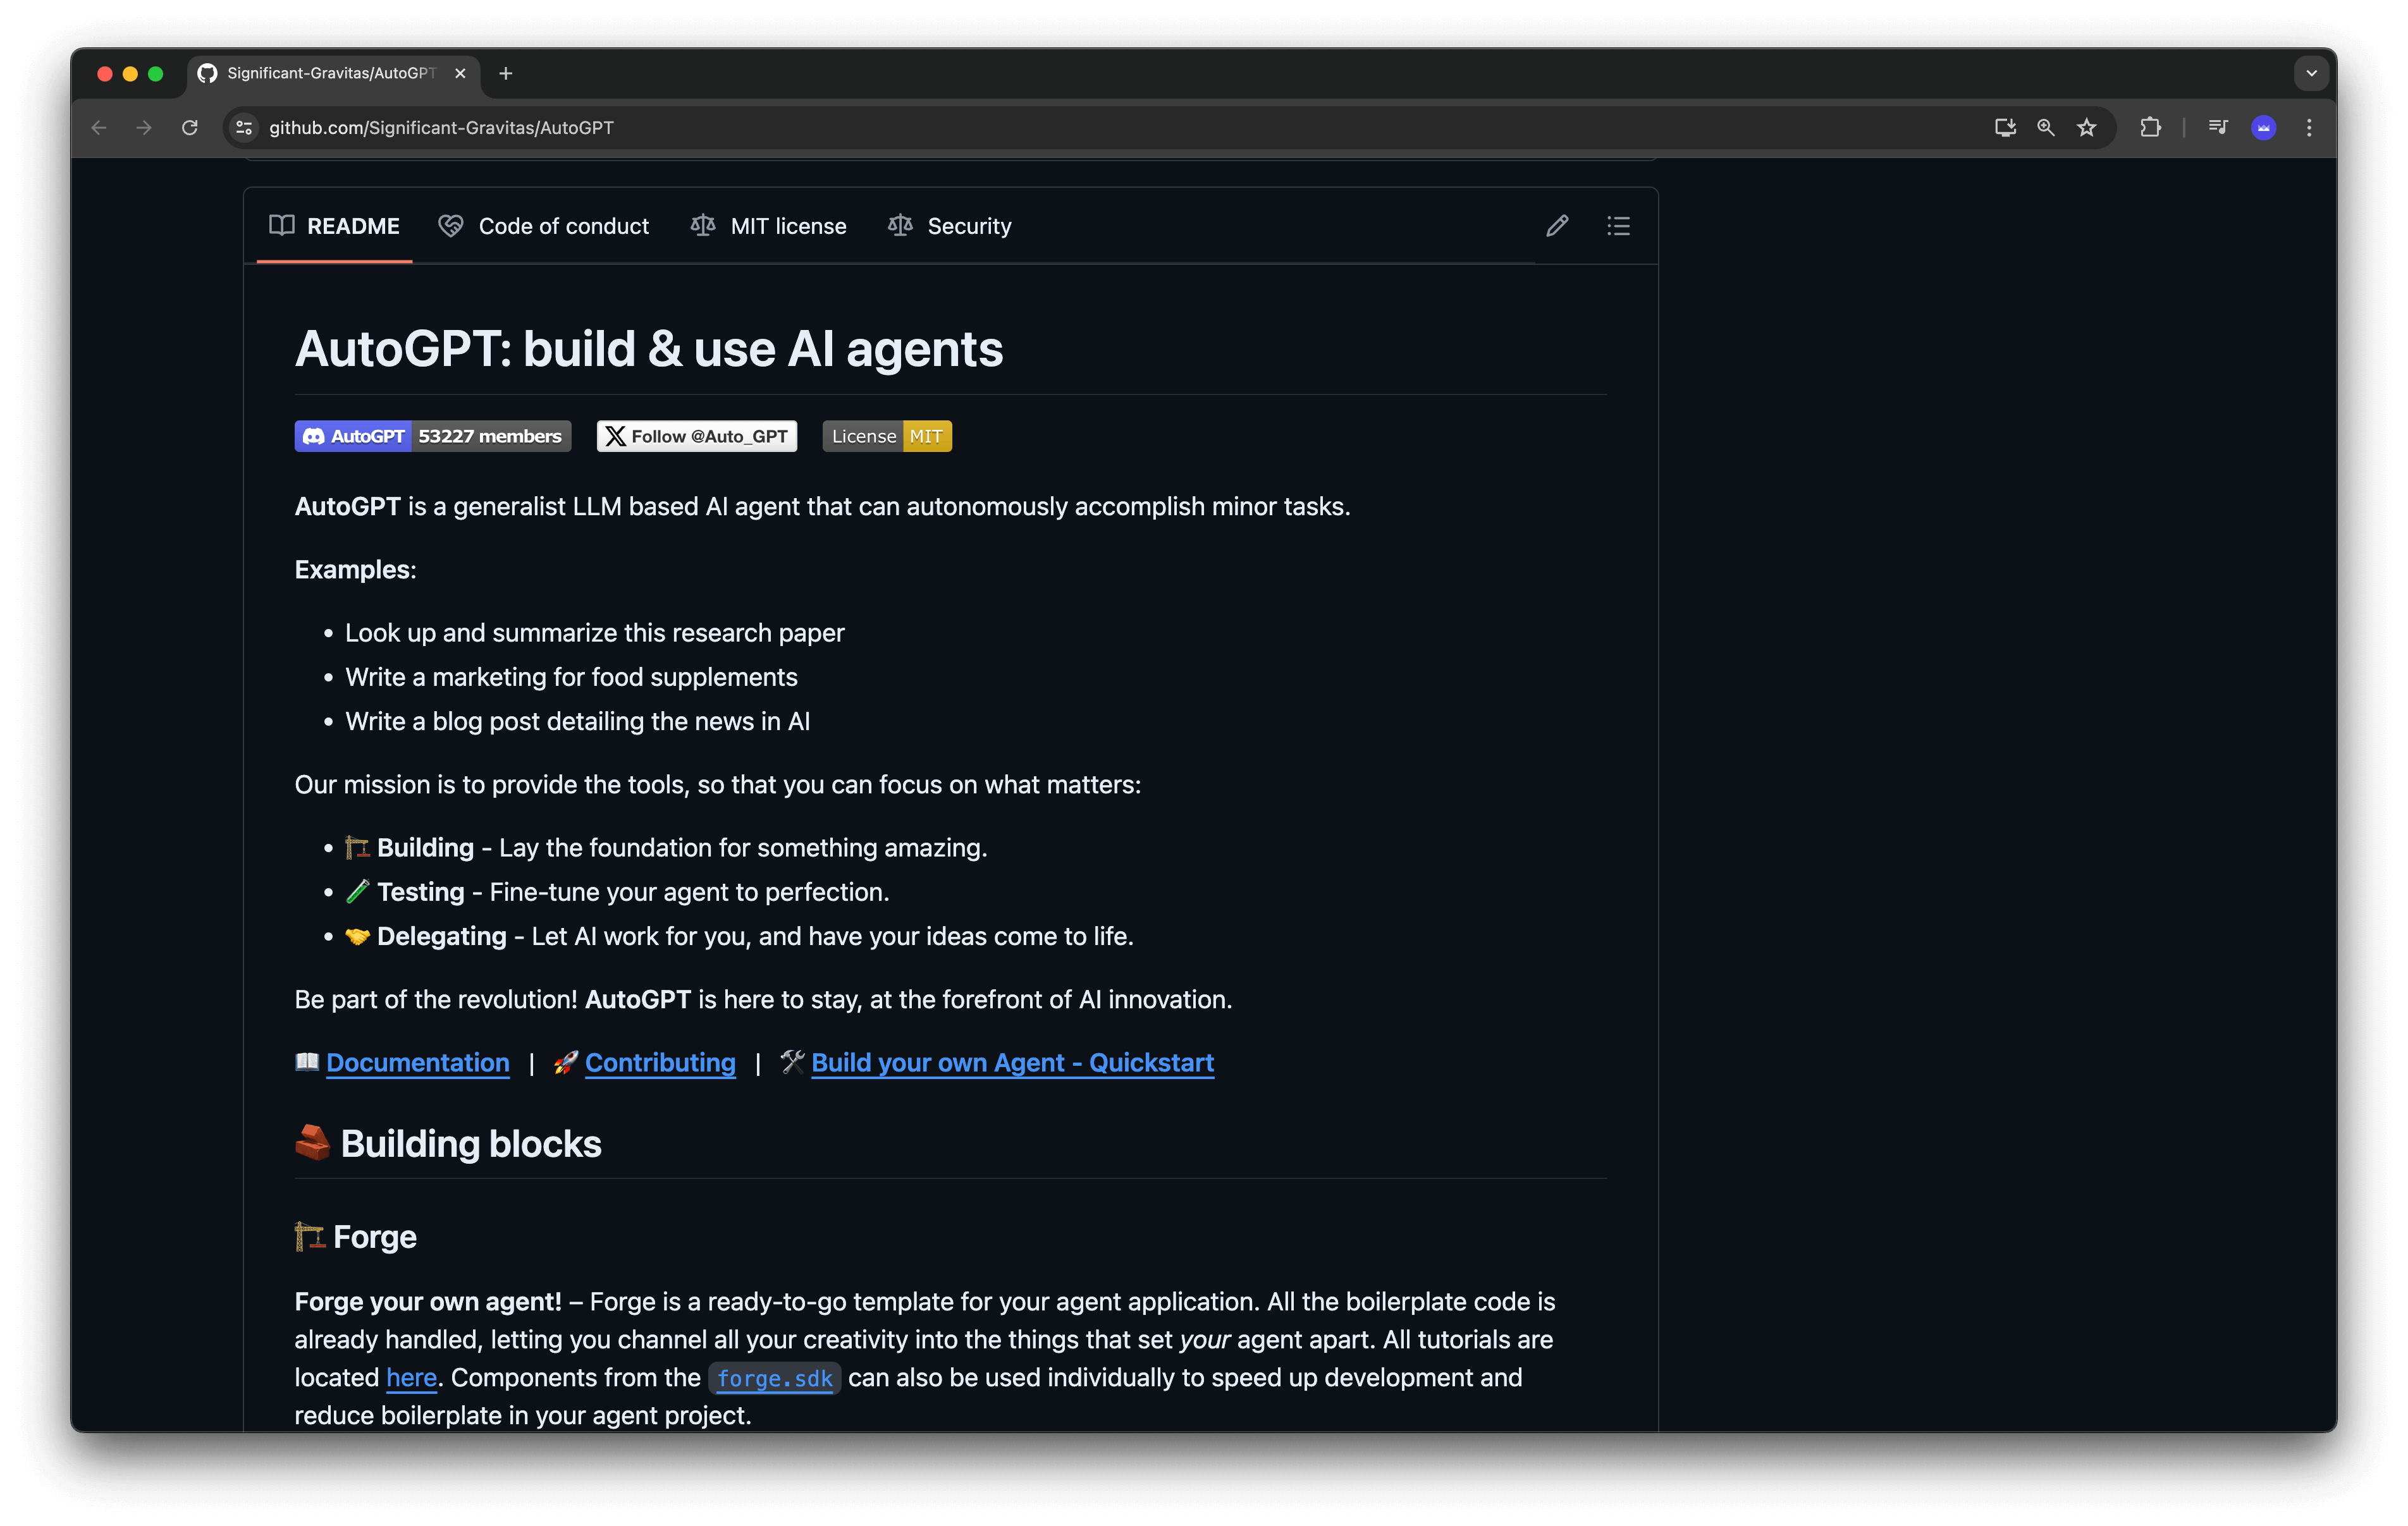 Significant-Gravitas/AutoGPT
github.com/Significant-Gravitas/AutoGPT
README Code of conduct MIT license Security
AutoGPT: build & use AI agents
AutoGPT 53227 members Follow @Auto_GPT License MIT
AutoGPT is a generalist LLM based AI agent that can autonomously accomplish minor tasks.
Examples:
• Look up and summarize this research paper
• Write a marketing for food supplements
• Write a blog post detailing the news in AI
Our mission is to provide the tools, so that you can focus on what matters:
• 🏗️ Building - Lay the foundation for something amazing.
• 🧪 Testing - Fine-tune your agent to perfection.
• 🤝 Delegating - Let AI work for you, and have your ideas come to life.
Be part of the revolution! AutoGPT is here to stay, at the forefront of AI innovation.
📖 Documentation | 🚀 Contributing | 🛠️ Build your own Agent - Quickstart
🧱 Building blocks
🏗️ Forge
Forge your own agent! – Forge is a ready-to-go template for your agent application. All the boilerplate code is
already handled, letting you channel all your creativity into the things that set your agent apart. All tutorials are
located here. Components from the forge.sdk can also be used individually to speed up development and
reduce boilerplate in your agent project.